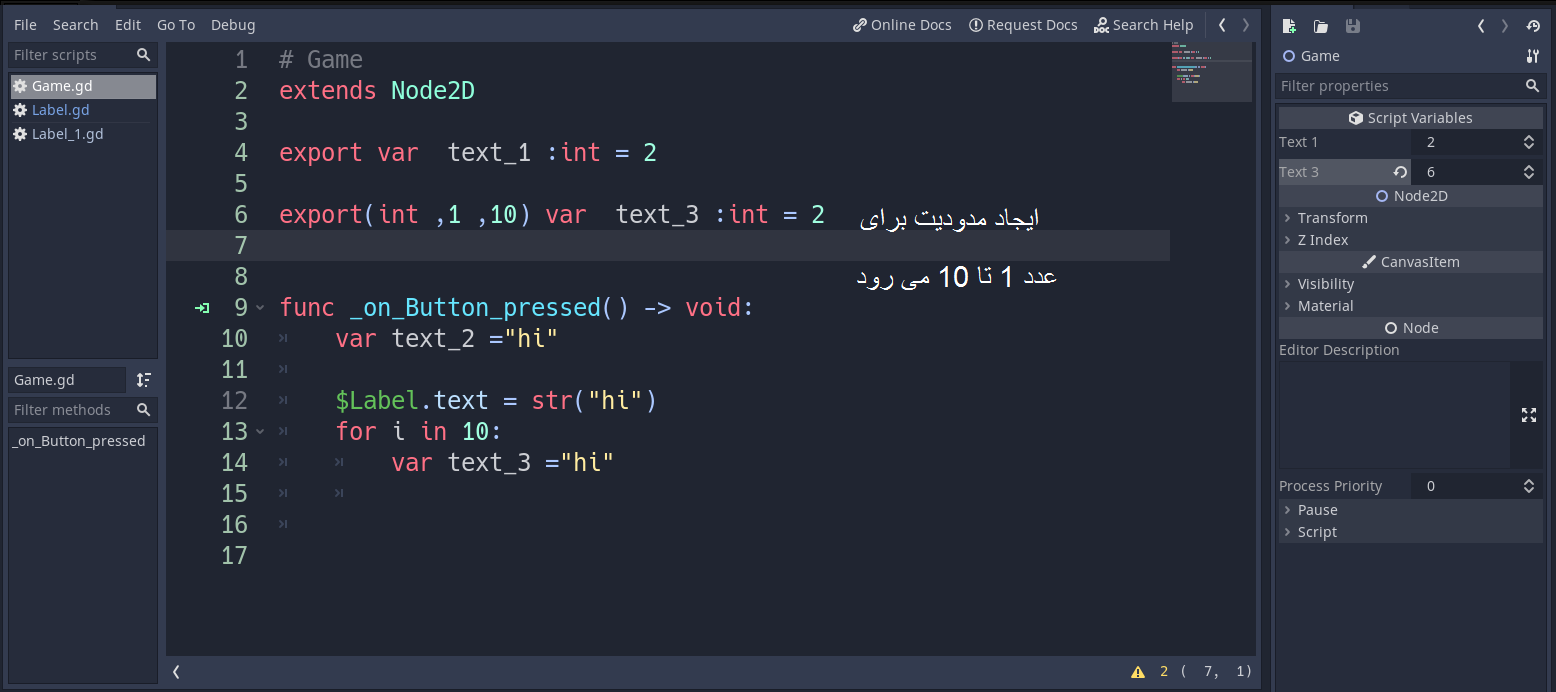 File Search Edit Go To Debug Online Docs Request Docs Search Help
Filter scripts
Game.gd
Label.gd
Label_1.gd
Game.gd
Filter methods
_on_Button_pressed
1 # Game
2 extends Node2D
3
4 export var  text_1 :int = 2
5
6 export(int ,1 ,10) var  text_3 :int = 2
ایجاد مدودیت برای
7
عدد 1 تا 10 می رود
8
9 func _on_Button_pressed() -> void:
10 var text_2 ="hi"
11
12 $Label.text = str("hi")
13 for i in 10:
14 var text_3 ="hi"
15
16
17
2 ( 7, 1)
Game
Filter properties
Script Variables
Text 1 2
Text 3 6
Node2D
Transform
Z Index
CanvasItem
Visibility
Material
Node
Editor Description
Process Priority 0
Pause
Script